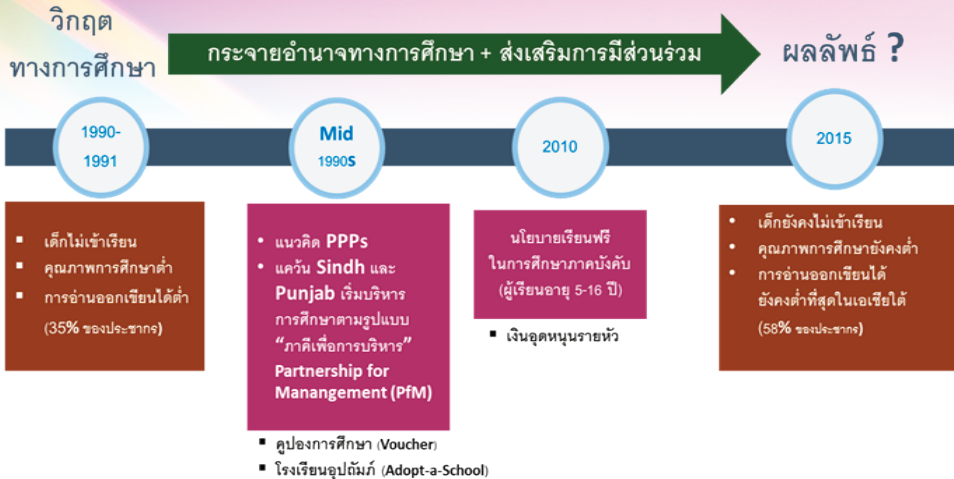 วิกฤต
ทางการศึกษา
กระจายอำนาจทางการศึกษา + ส่งเสริมการมีส่วนร่วม
ผลลัพธ์ ?
1990-
1991
Mid
1990s
2010
2015
▪ เด็กไม่เข้าเรียน
▪ คุณภาพการศึกษาต่ำ
▪ การอ่านออกเขียนได้ต่ำ
(35% ของประชากร)
• แนวคิด PPPs
• แคว้น Sindh และ
Punjab เริ่มบริหาร
การศึกษาตามรูปแบบ
“ภาคีเพื่อการบริหาร”
Partnership for
Manangement (PfM)
▪ คูปองการศึกษา (Voucher)
▪ โรงเรียนอุปถัมภ์ (Adopt-a-School)
นโยบายเรียนฟรี
ในการศึกษาภาคบังคับ
(ผู้เรียนอายุ 5-16 ปี)
▪ เงินอุดหนุนรายหัว
• เด็กยังคงไม่เข้าเรียน
• คุณภาพการศึกษายังคงต่ำ
• การอ่านออกเขียนได้
ยังคงต่ำที่สุดในเอเชียใต้
(58% ของประชากร)